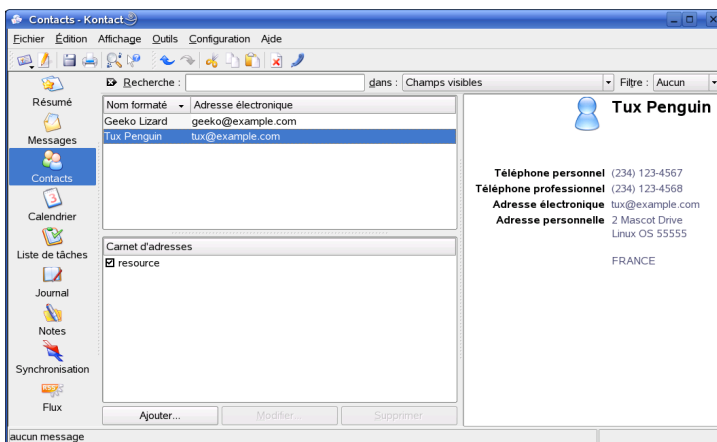 Contacts - Kontact
Fichier Édition Affichage Outils Configuration Aide
Recherche : dans : Champs visibles Filtre : Aucun
Résumé
Messages
Contacts
Calendrier
Liste de tâches
Journal
Notes
Synchronisation
Flux
Nom formaté Adresse électronique
Geeko Lizard geeko@example.com
Tux Penguin tux@example.com
Carnet d'adresses
resource
Ajouter... Modifier... Supprimer
Tux Penguin
Téléphone personnel (234) 123-4567
Téléphone professionnel (234) 123-4568
Adresse électronique tux@example.com
Adresse personnelle 2 Mascot Drive
Linux OS 55555
FRANCE
aucun message